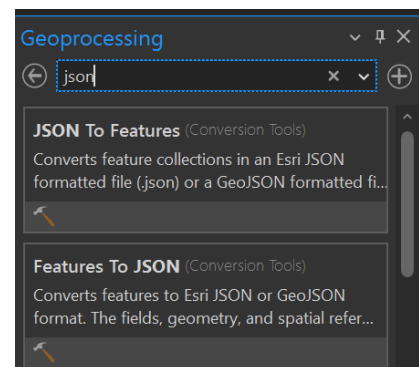 Geoprocessing
json
JSON To Features (Conversion Tools)
Converts feature collections in an Esri JSON
formatted file (.json) or a GeoJSON formatted fi...
Features To JSON (Conversion Tools)
Converts features to Esri JSON or GeoJSON
format. The fields, geometry, and spatial refer...